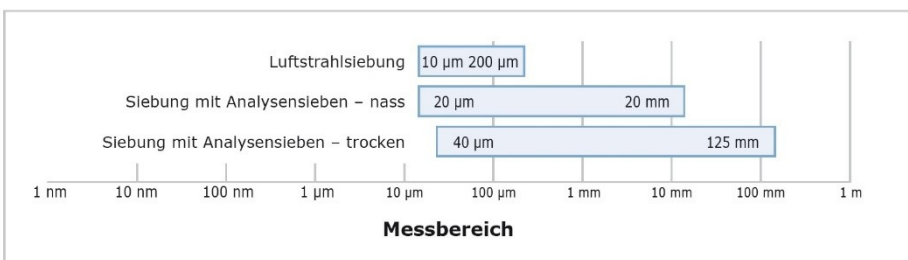 Luftstrahlsiebung 10 µm 200 µm
Siebung mit Analysensieben – nass 20 µm 20 mm
Siebung mit Analysensieben – trocken 40 µm 125 mm
1 nm 10 nm 100 nm 1 µm 10 µm 100 µm 1 mm 10 mm 100 mm 1 m
Messbereich